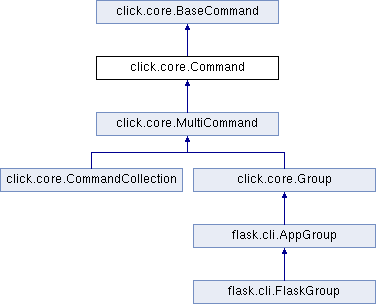 click.core.BaseCommand
click.core.Command
click.core.MultiCommand
click.core.CommandCollection
click.core.Group
flask.cli.AppGroup
flask.cli.FlaskGroup